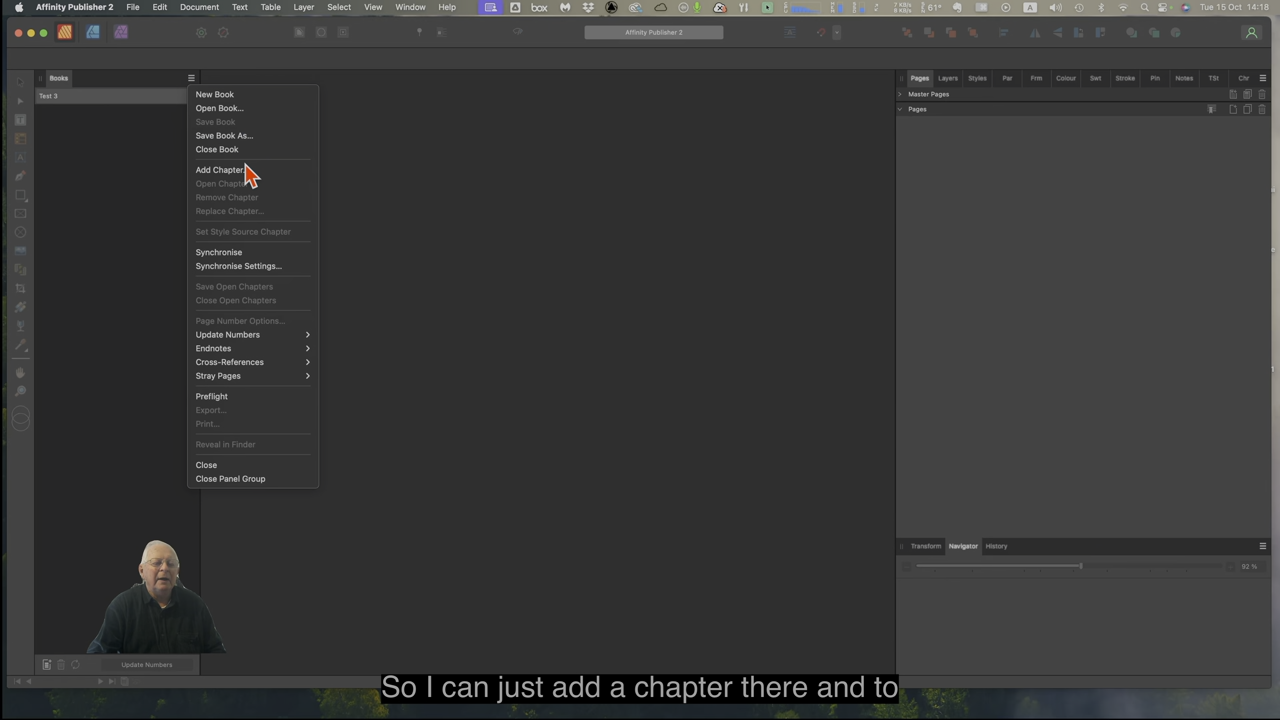 Affinity Publisher 2 File Edit Document Text Table Layer Select View Window Help
Tue 15 Oct 14:18
Affinity Publisher 2
Books
Test 3
New Book
Open Book...
Save Book
Save Book As...
Close Book
Add Chapter
Open Chapte
Remove Chapter
Replace Chapter...
Set Style Source Chapter
Synchronise
Synchronise Settings...
Save Open Chapters
Close Open Chapters
Page Number Options...
Update Numbers
Endnotes
Cross-References
Stray Pages
Preflight
Export...
Print...
Reveal in Finder
Close
Close Panel Group
Pages Layers Styles Par Frm Colour Swt Stroke Pin Notes TSt Chr
Master Pages
Pages
Transform Navigator History
92 %
Update Numbers
So I can just add a chapter there and to